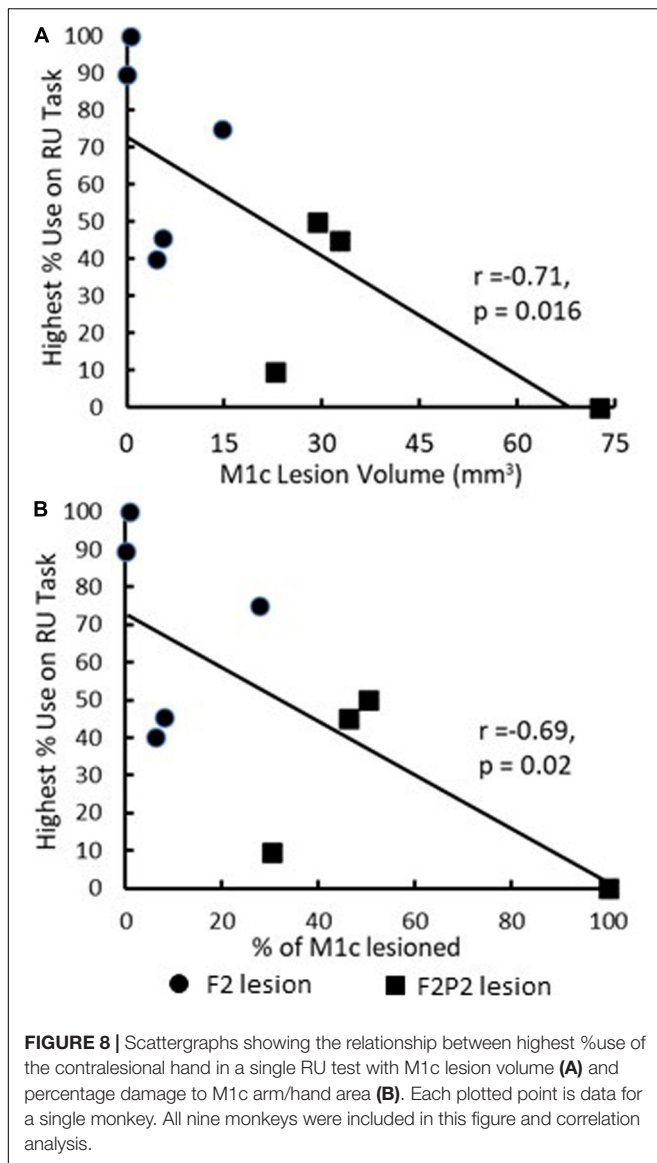 A
100
90
80
70
60
50
40
30
20
10
0
Highest % Use on RU Task
r =-0.71,
p = 0.016
0 15 30 45 60 75
M1c Lesion Volume (mm³)
B
100
90
80
70
60
50
40
30
20
10
0
Highest % Use on RU Task
r =-0.69,
p = 0.02
0 20 40 60 80 100
% of M1c lesioned
F2 lesion F2P2 lesion
FIGURE 8 | Scattergraphs showing the relationship between highest %use of
the contralesional hand in a single RU test with M1c lesion volume (A) and
percentage damage to M1c arm/hand area (B). Each plotted point is data for
a single monkey. All nine monkeys were included in this figure and correlation
analysis.